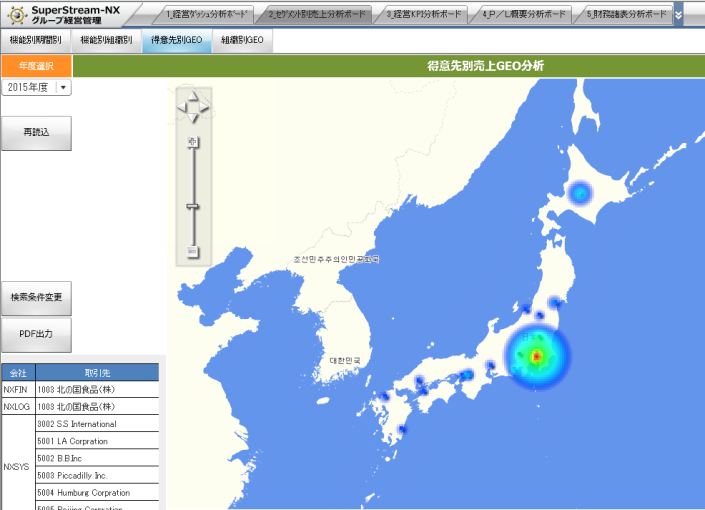 SuperStream-NX
グループ経営管理
1_経営ダッシュ分析ボード
2_セグメント別売上分析ボード
3_経営KPI分析ボード
4_P/L概要分析ボード
5_財務諸表分析ボード
機能別期間別
機能別組織別
得意先別GEO
組織別GEO
年度選択
得意先別売上GEO分析
2015年度
再読込
조선민주주의인민공화국
대한민국
検索条件変更
PDF出力
会社 取引先
NXFIN 1003 北の国食品(株)
NXLOG 1003 北の国食品(株)
NXSYS
3002 S.S International
5001 LA Corpration
5002 B.B.Inc
5003 Piccadilly Inc.
5004 Humburg Corpration
5005 Beijing Corpration